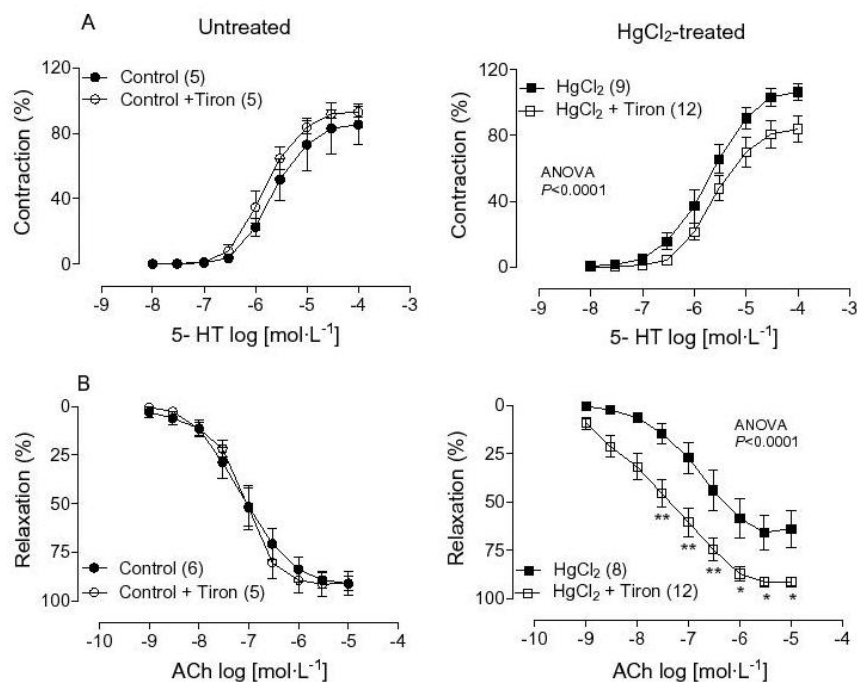 A
Untreated
HgCl₂-treated
Control (5)
Control +Tiron (5)
Contraction (%)
120
80
40
0
-9 -8 -7 -6 -5 -4 -3
5- HT log [mol·L⁻¹]
HgCl₂ (9)
HgCl₂ + Tiron (12)
ANOVA
P<0.0001
Contraction (%)
120
80
40
0
-9 -8 -7 -6 -5 -4 -3
5- HT log [mol·L⁻¹]
B
Relaxation (%)
0
25
50
75
100
Control (6)
Control + Tiron (5)
-10 -9 -8 -7 -6 -5 -4
ACh log [mol·L⁻¹]
Relaxation (%)
0
25
50
75
100
ANOVA
P<0.0001
** ** ** * * *
HgCl₂ (8)
HgCl₂ + Tiron (12)
-10 -9 -8 -7 -6 -5 -4
ACh log [mol·L⁻¹]